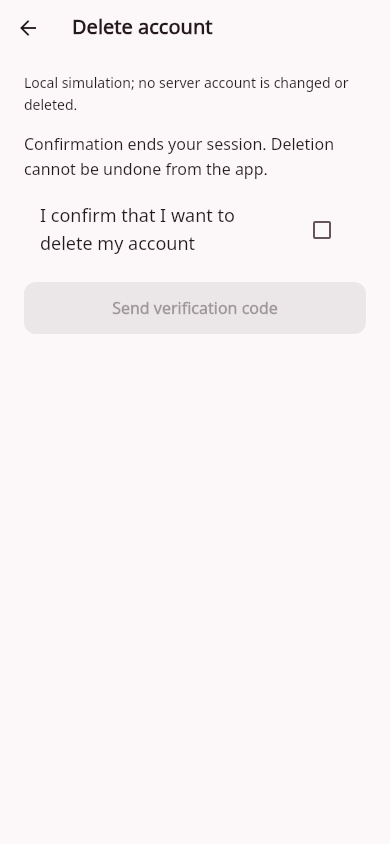 Delete account
Local simulation; no server account is changed or
deleted.
Confirmation ends your session. Deletion
cannot be undone from the app.
I confirm that I want to
delete my account
Send verification code